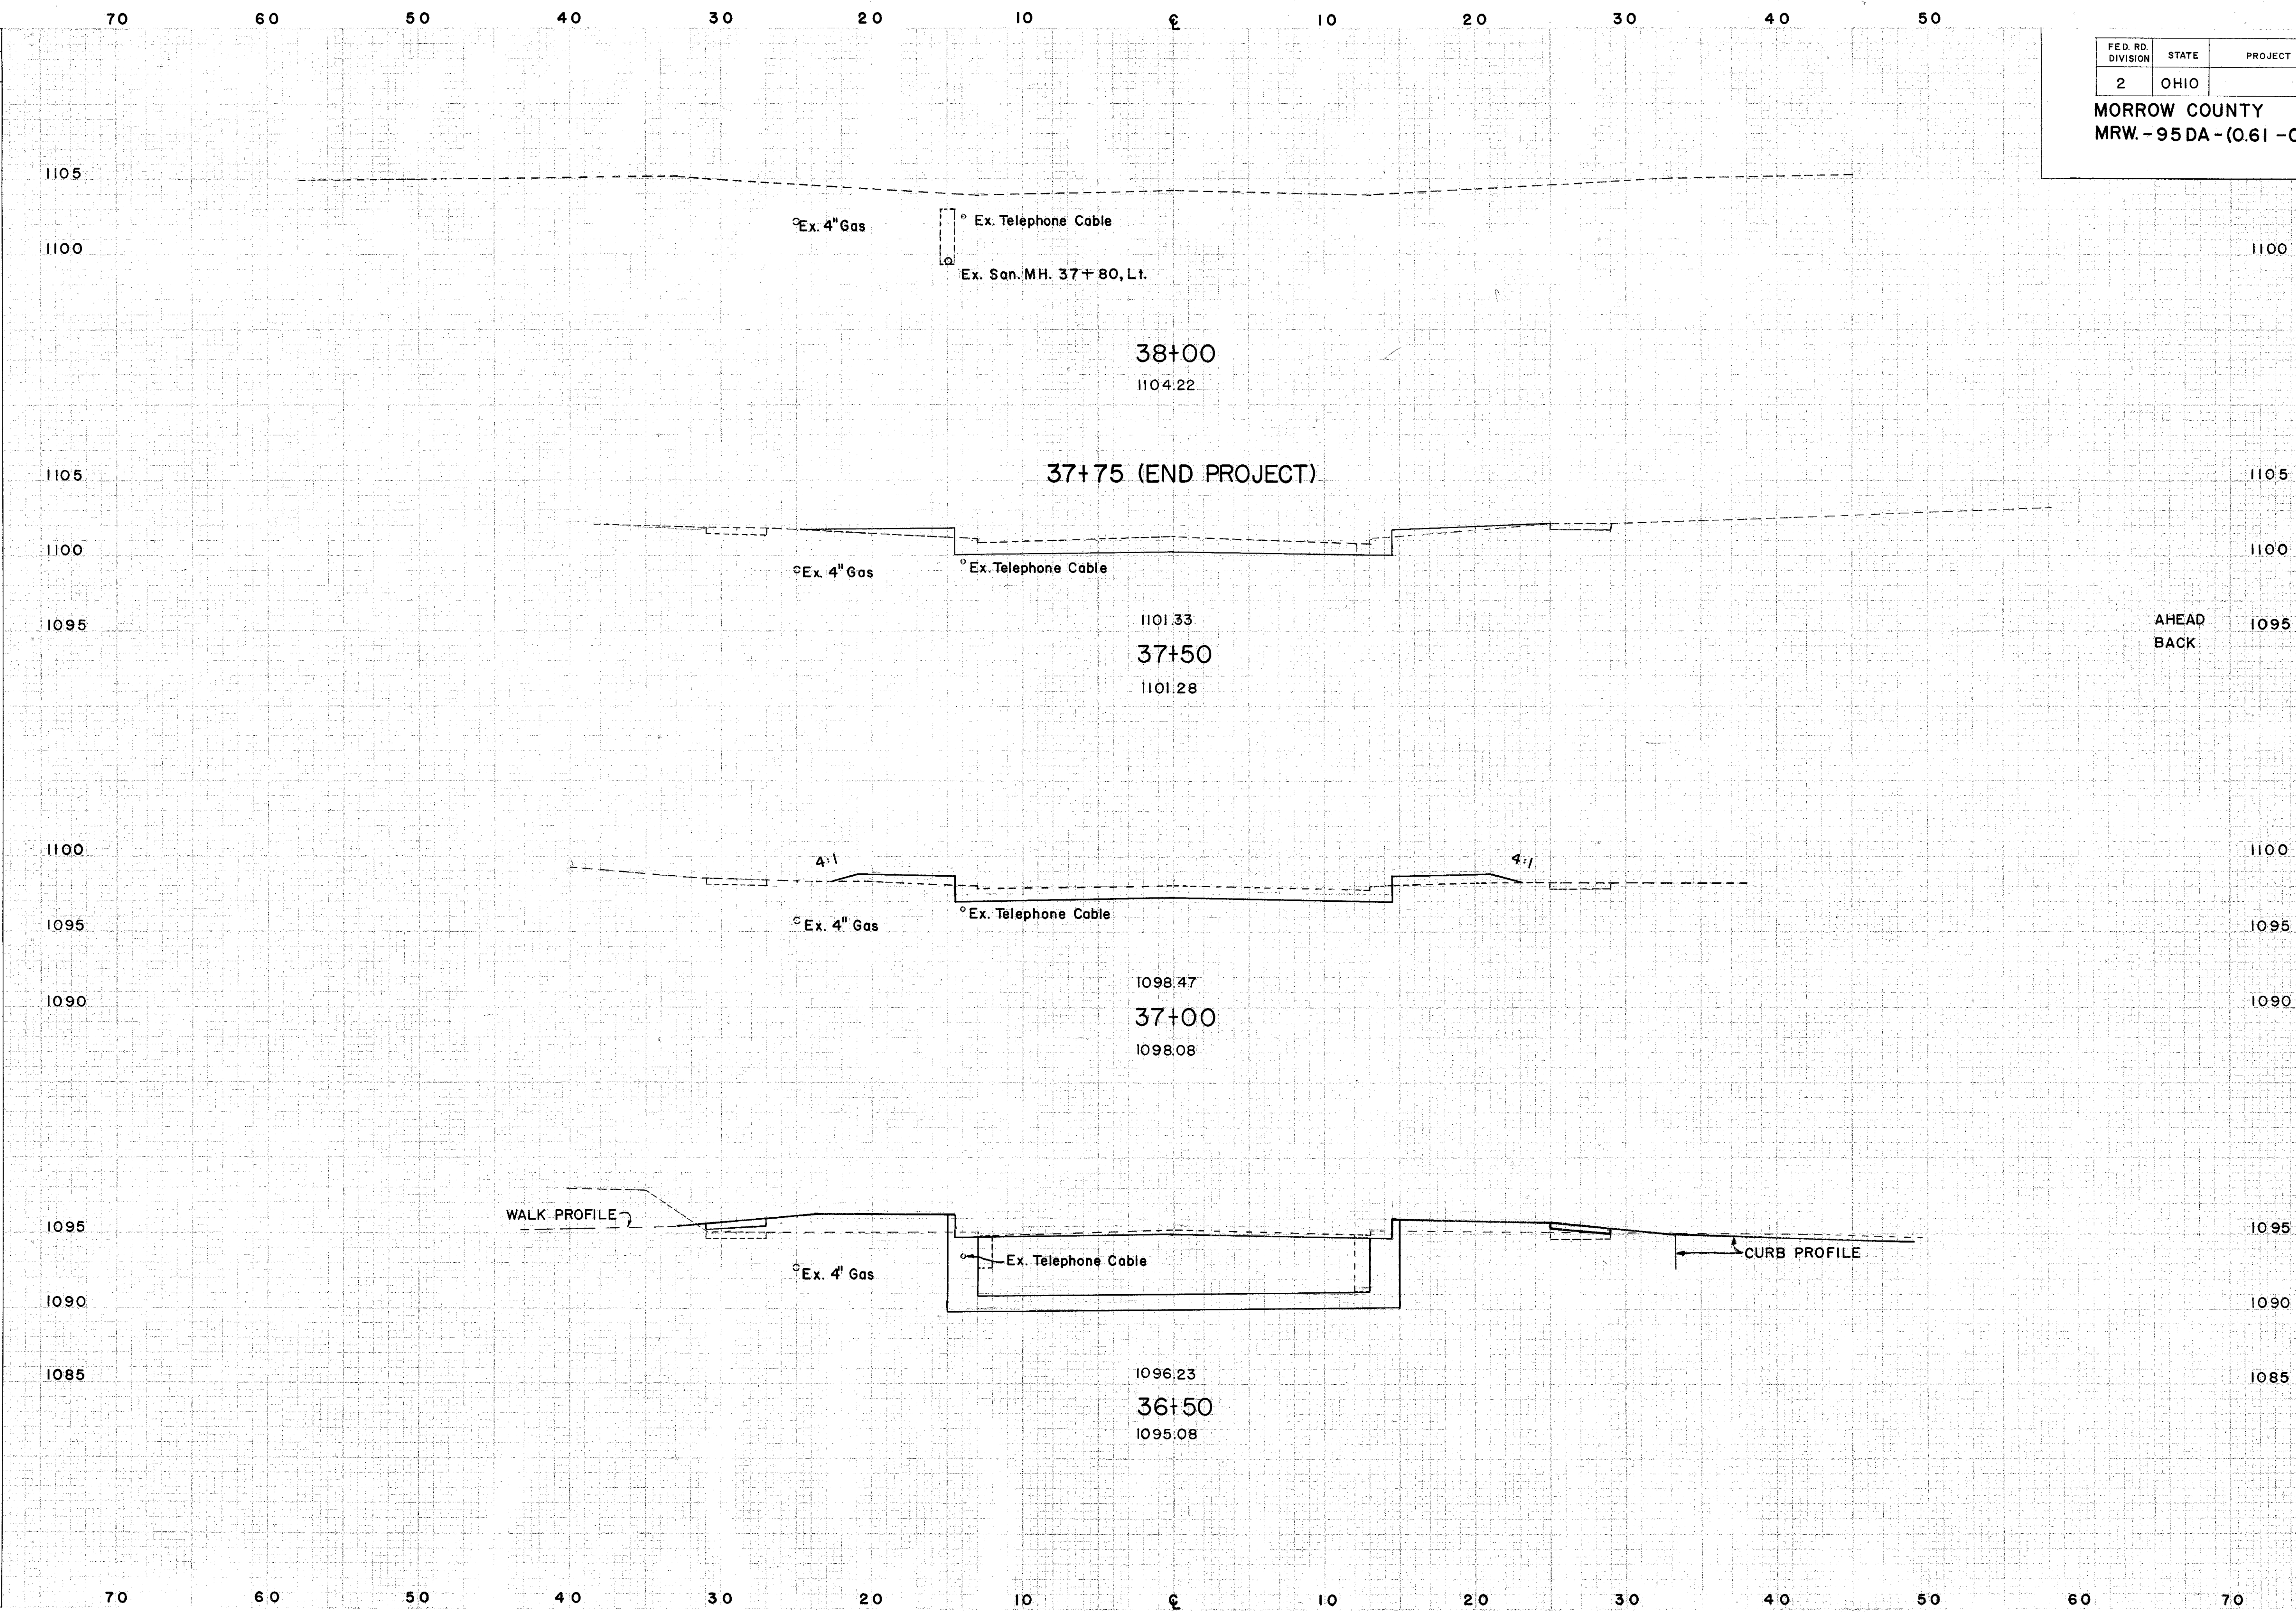 70 60 50 40 30 20 10 ℄ 10 20 30 40 50
FED. RD. DIVISION STATE PROJECT
2 OHIO
MORROW COUNTY
MRW. - 95 DA - (0.61 - 0
1105
Ex. 4" Gas
Ex. Telephone Cable
1100 1100
Ex. San. MH. 37+80, Lt.
38+00
1104.22
1105 37+75 (END PROJECT) 1105
1100 1100
Ex. 4" Gas
Ex. Telephone Cable
1101.33
1095 AHEAD 1095
37+50 BACK
1101.28
1100 4:1 4:1 1100
Ex. Telephone Cable
1095 Ex. 4" Gas 1095
1098.47
1090 1090
37+00
1098.08
WALK PROFILE
1095 1095
CURB PROFILE
Ex. Telephone Cable
Ex. 4" Gas
1090 1090
1096.23
1085 1085
36+50
1095.08
70 60 50 40 30 20 10 ℄ 10 20 30 40 50 60 70